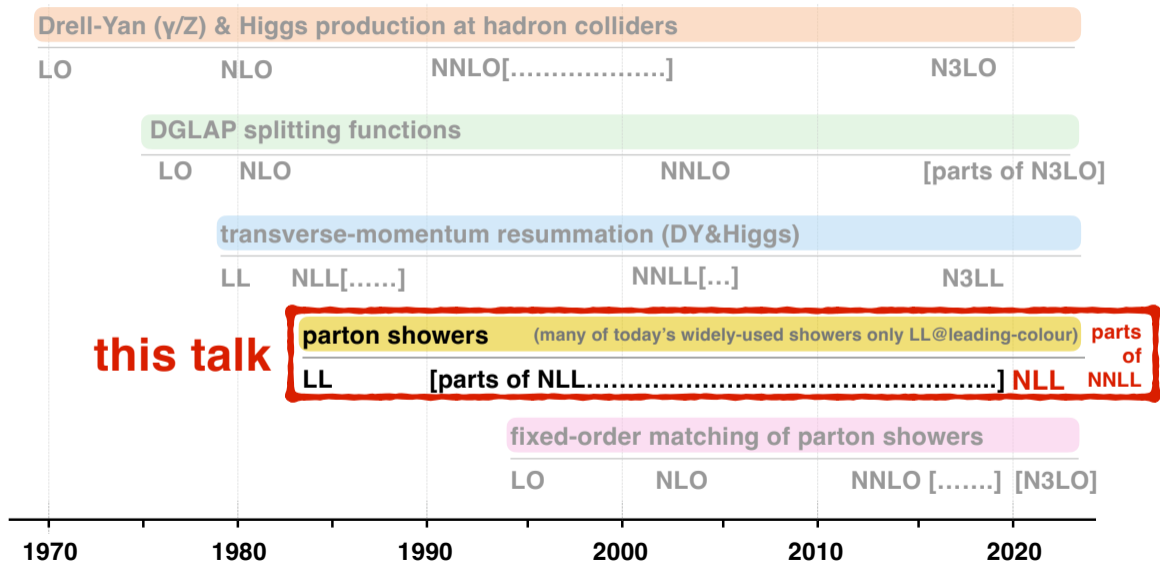 Drell-Yan (γ/Z) & Higgs production at hadron colliders
LO NLO NNLO[...................] N3LO
DGLAP splitting functions
LO NLO NNLO [parts of N3LO]
transverse-momentum resummation (DY&Higgs)
LL NLL[......] NNLL[...] N3LL
this talk
parton showers (many of today's widely-used showers only LL@leading-colour)
LL [parts of NLL.................................................] NLL
parts
of
NNLL
fixed-order matching of parton showers
LO NLO NNLO [.......] [N3LO]
1970 1980 1990 2000 2010 2020